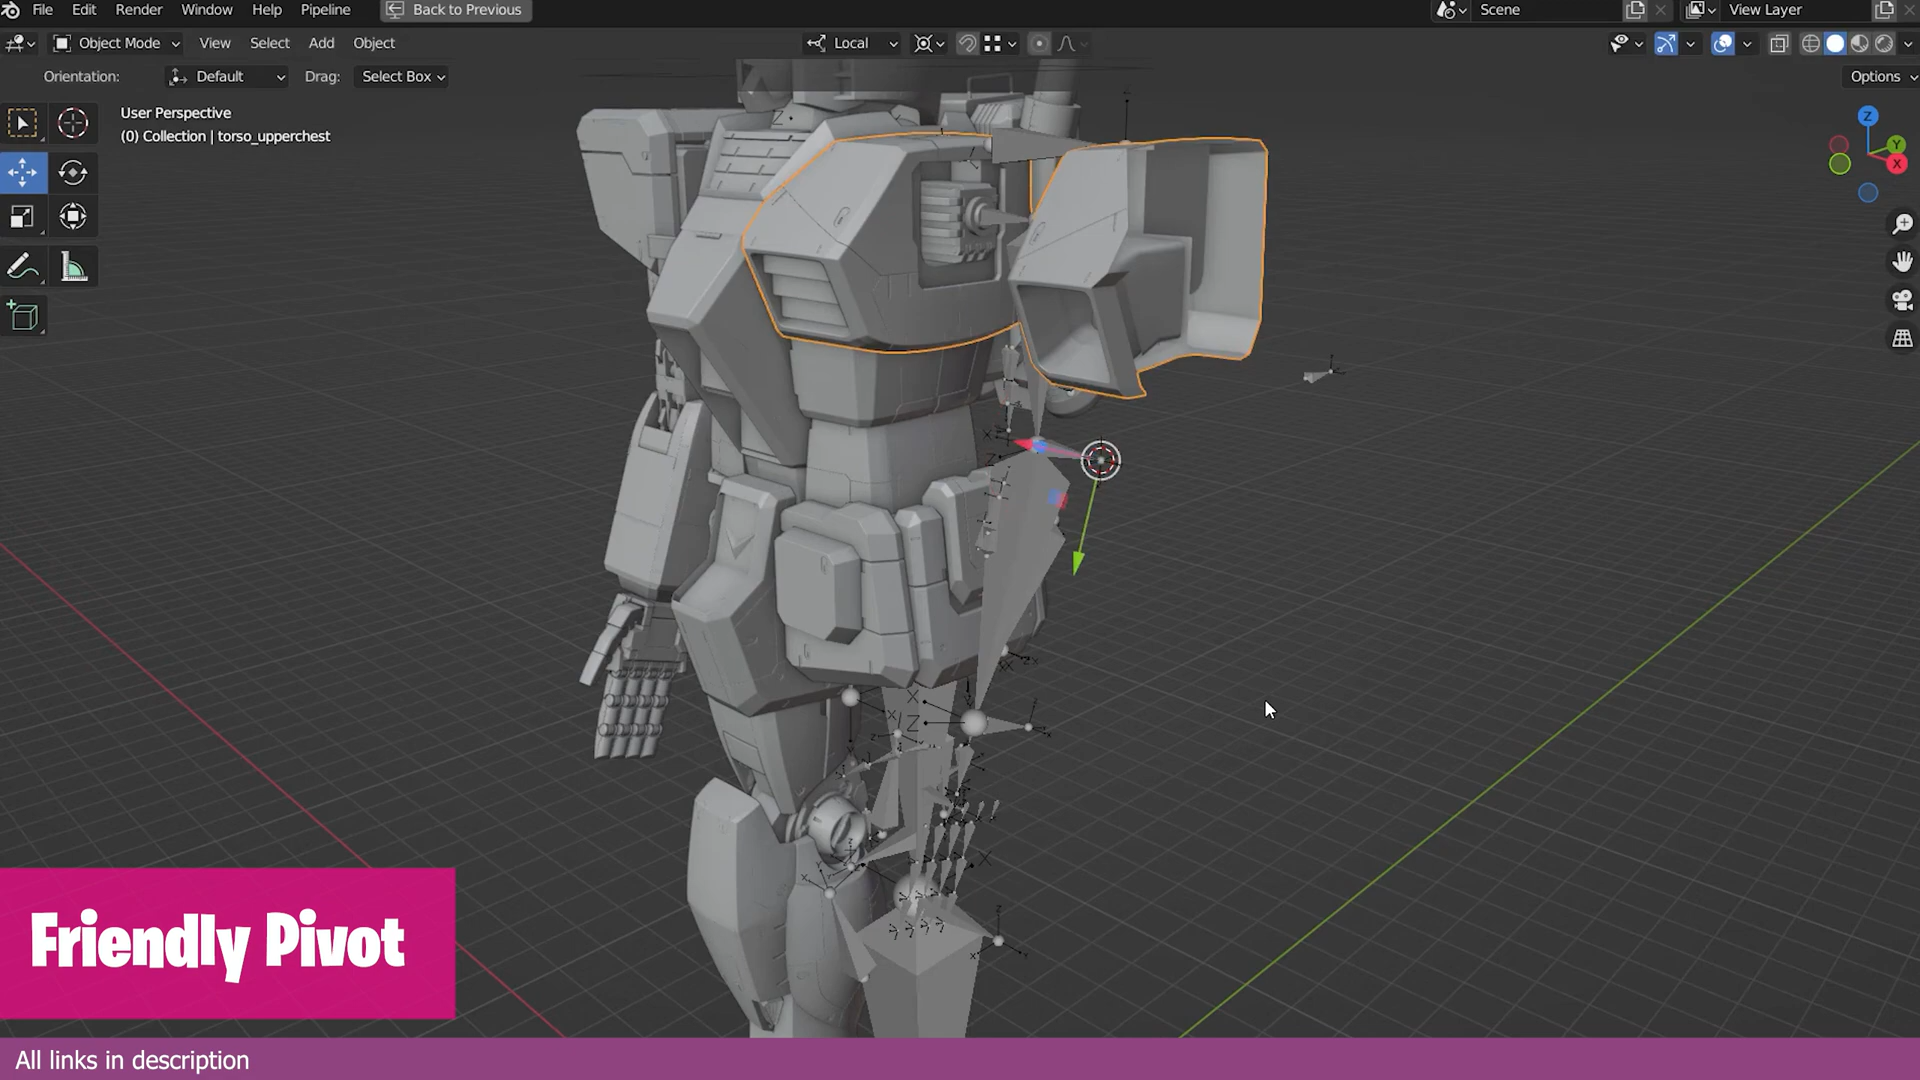 File Edit Render Window Help Pipeline Back to Previous Scene View Layer
Object Mode View Select Add Object Local
Orientation: Default Drag: Select Box Options
User Perspective
(0) Collection | torso_upperchest
Z
Y
X
Friendly Pivot
All links in description